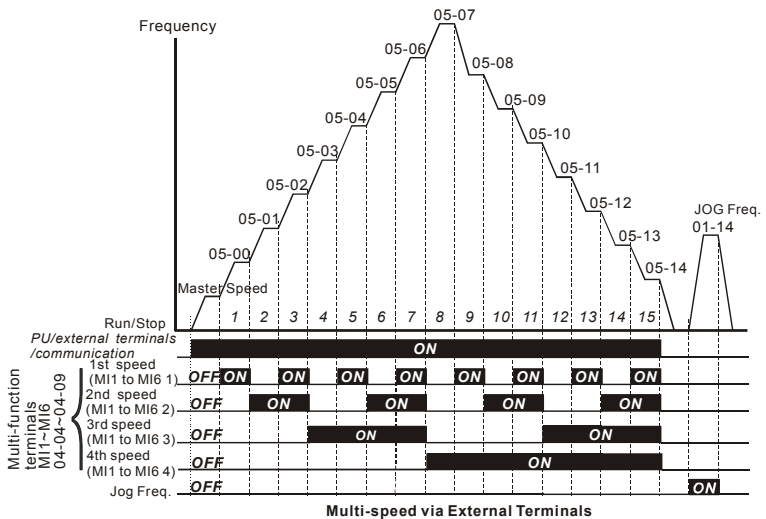 Frequency
05-07
05-06
05-08
05-05
05-09
05-04
05-10
05-03
05-11
05-02
05-12
JOG Freq.
01-14
05-01
05-13
05-00
05-14
Master Speed
Run/Stop
1 2 3 4 5 6 7 8 9 10 11 12 13 14 15
PU/external terminals
/communication
ON
Multi-function
terminals
MI1~MI6
04-04~04-09
1st speed
(MI1 to MI6 1)
OFF ON ON ON ON ON ON ON ON
2nd speed
(MI1 to MI6 2)
OFF ON ON ON ON
3rd speed
(MI1 to MI6 3)
OFF ON ON
4th speed
(MI1 to MI6 4)
OFF ON
Jog Freq.
OFF ON
Multi-speed via External Terminals